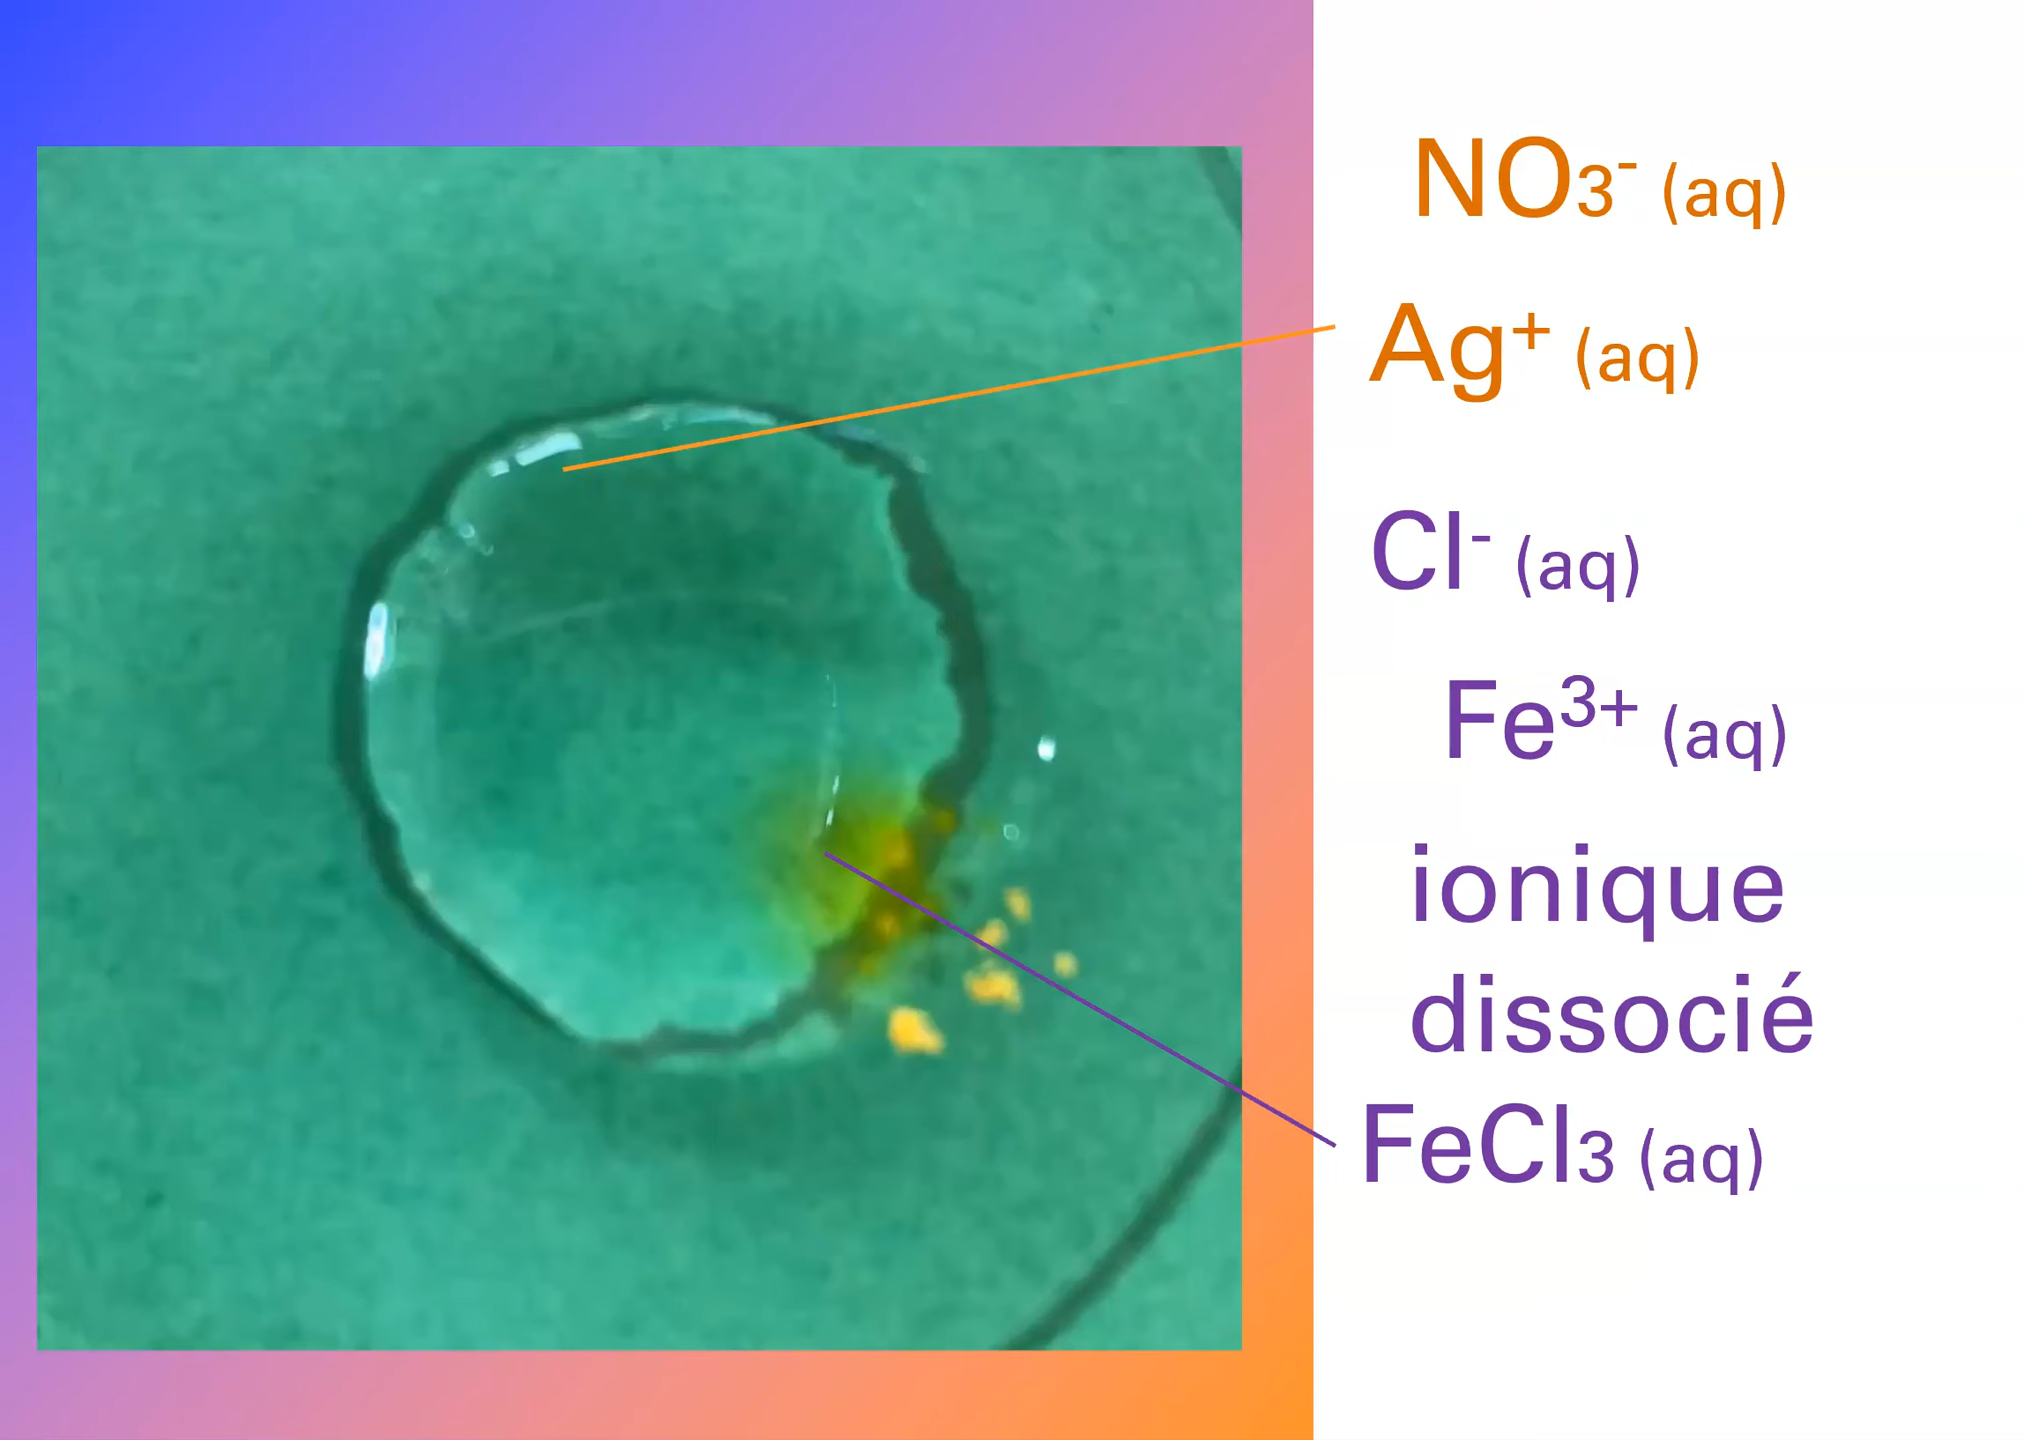 NO₃⁻ (aq)
Ag⁺ (aq)
Cl⁻ (aq)
Fe³⁺ (aq)
ionique
dissocié
FeCl₃ (aq)